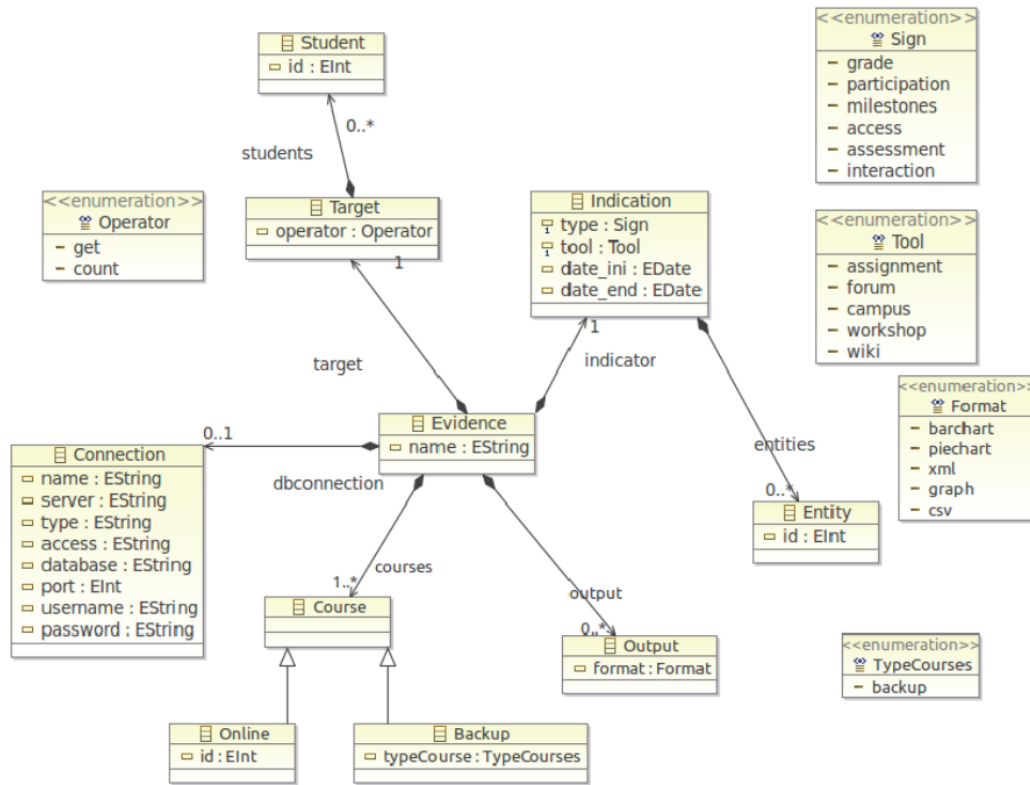 Student
id : EInt
0..*
students
<<enumeration>>
Operator
get
count
Target
operator : Operator
1
target
Indication
type : Sign
tool : Tool
date_ini : EDate
date_end : EDate
1
indicator
<<enumeration>>
Sign
grade
participation
milestones
access
assessment
interaction
<<enumeration>>
Tool
assignment
forum
campus
workshop
wiki
<<enumeration>>
Format
barchart
piechart
xml
graph
csv
Evidence
name : EString
0..1
dbconnection
Connection
name : EString
server : EString
type : EString
access : EString
database : EString
port : EInt
username : EString
password : EString
entities
0..*
Entity
id : EInt
courses
1..*
Course
output
0..*
Output
format : Format
<<enumeration>>
TypeCourses
backup
Online
id : EInt
Backup
typeCourse : TypeCourses